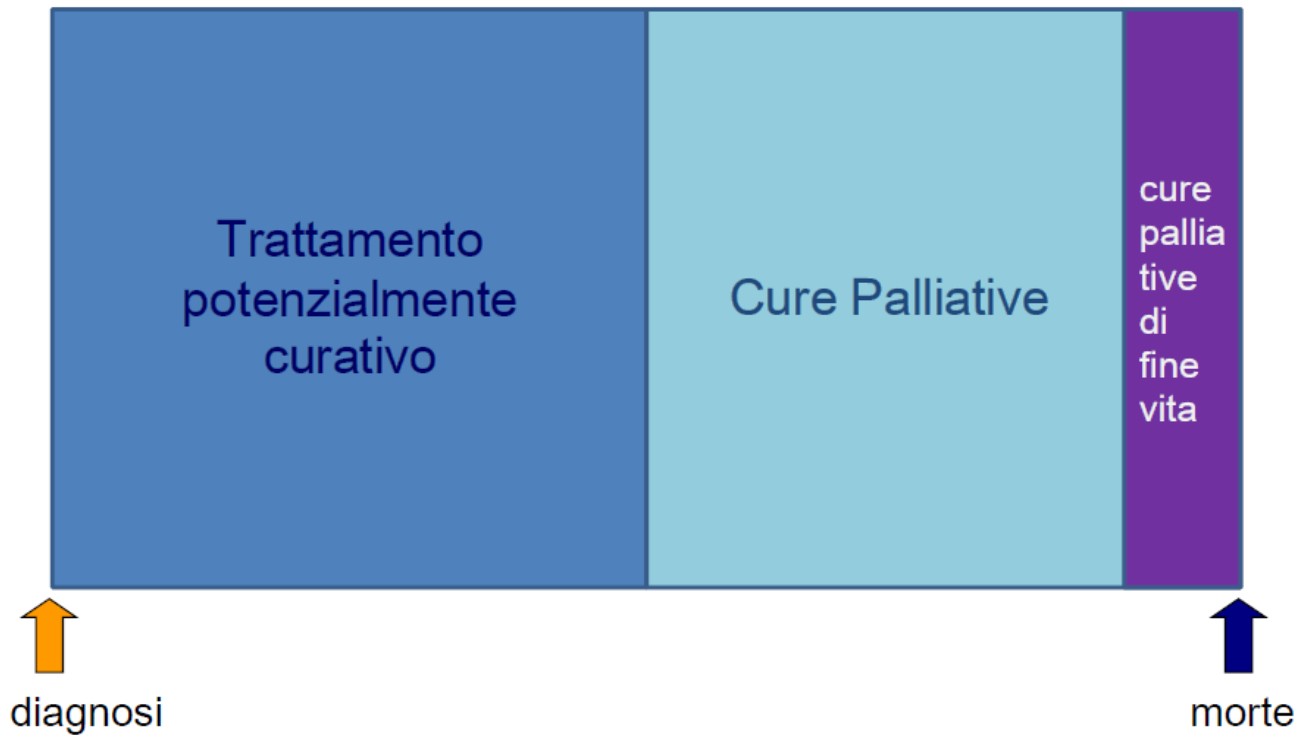 Trattamento
potenzialmente
curativo
Cure Palliative
cure
pallia
tive
di
fine
vita
diagnosi
morte